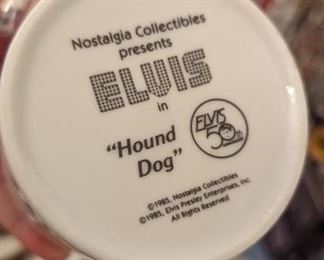 Nostalgia Collectibles
presents
ELVIS
in
"Hound
Dog"
ELVIS
50
©1985, Nostalgia Collectibles
©1985, Elvis Presley Enterprises, Inc.
All Rights Reserved